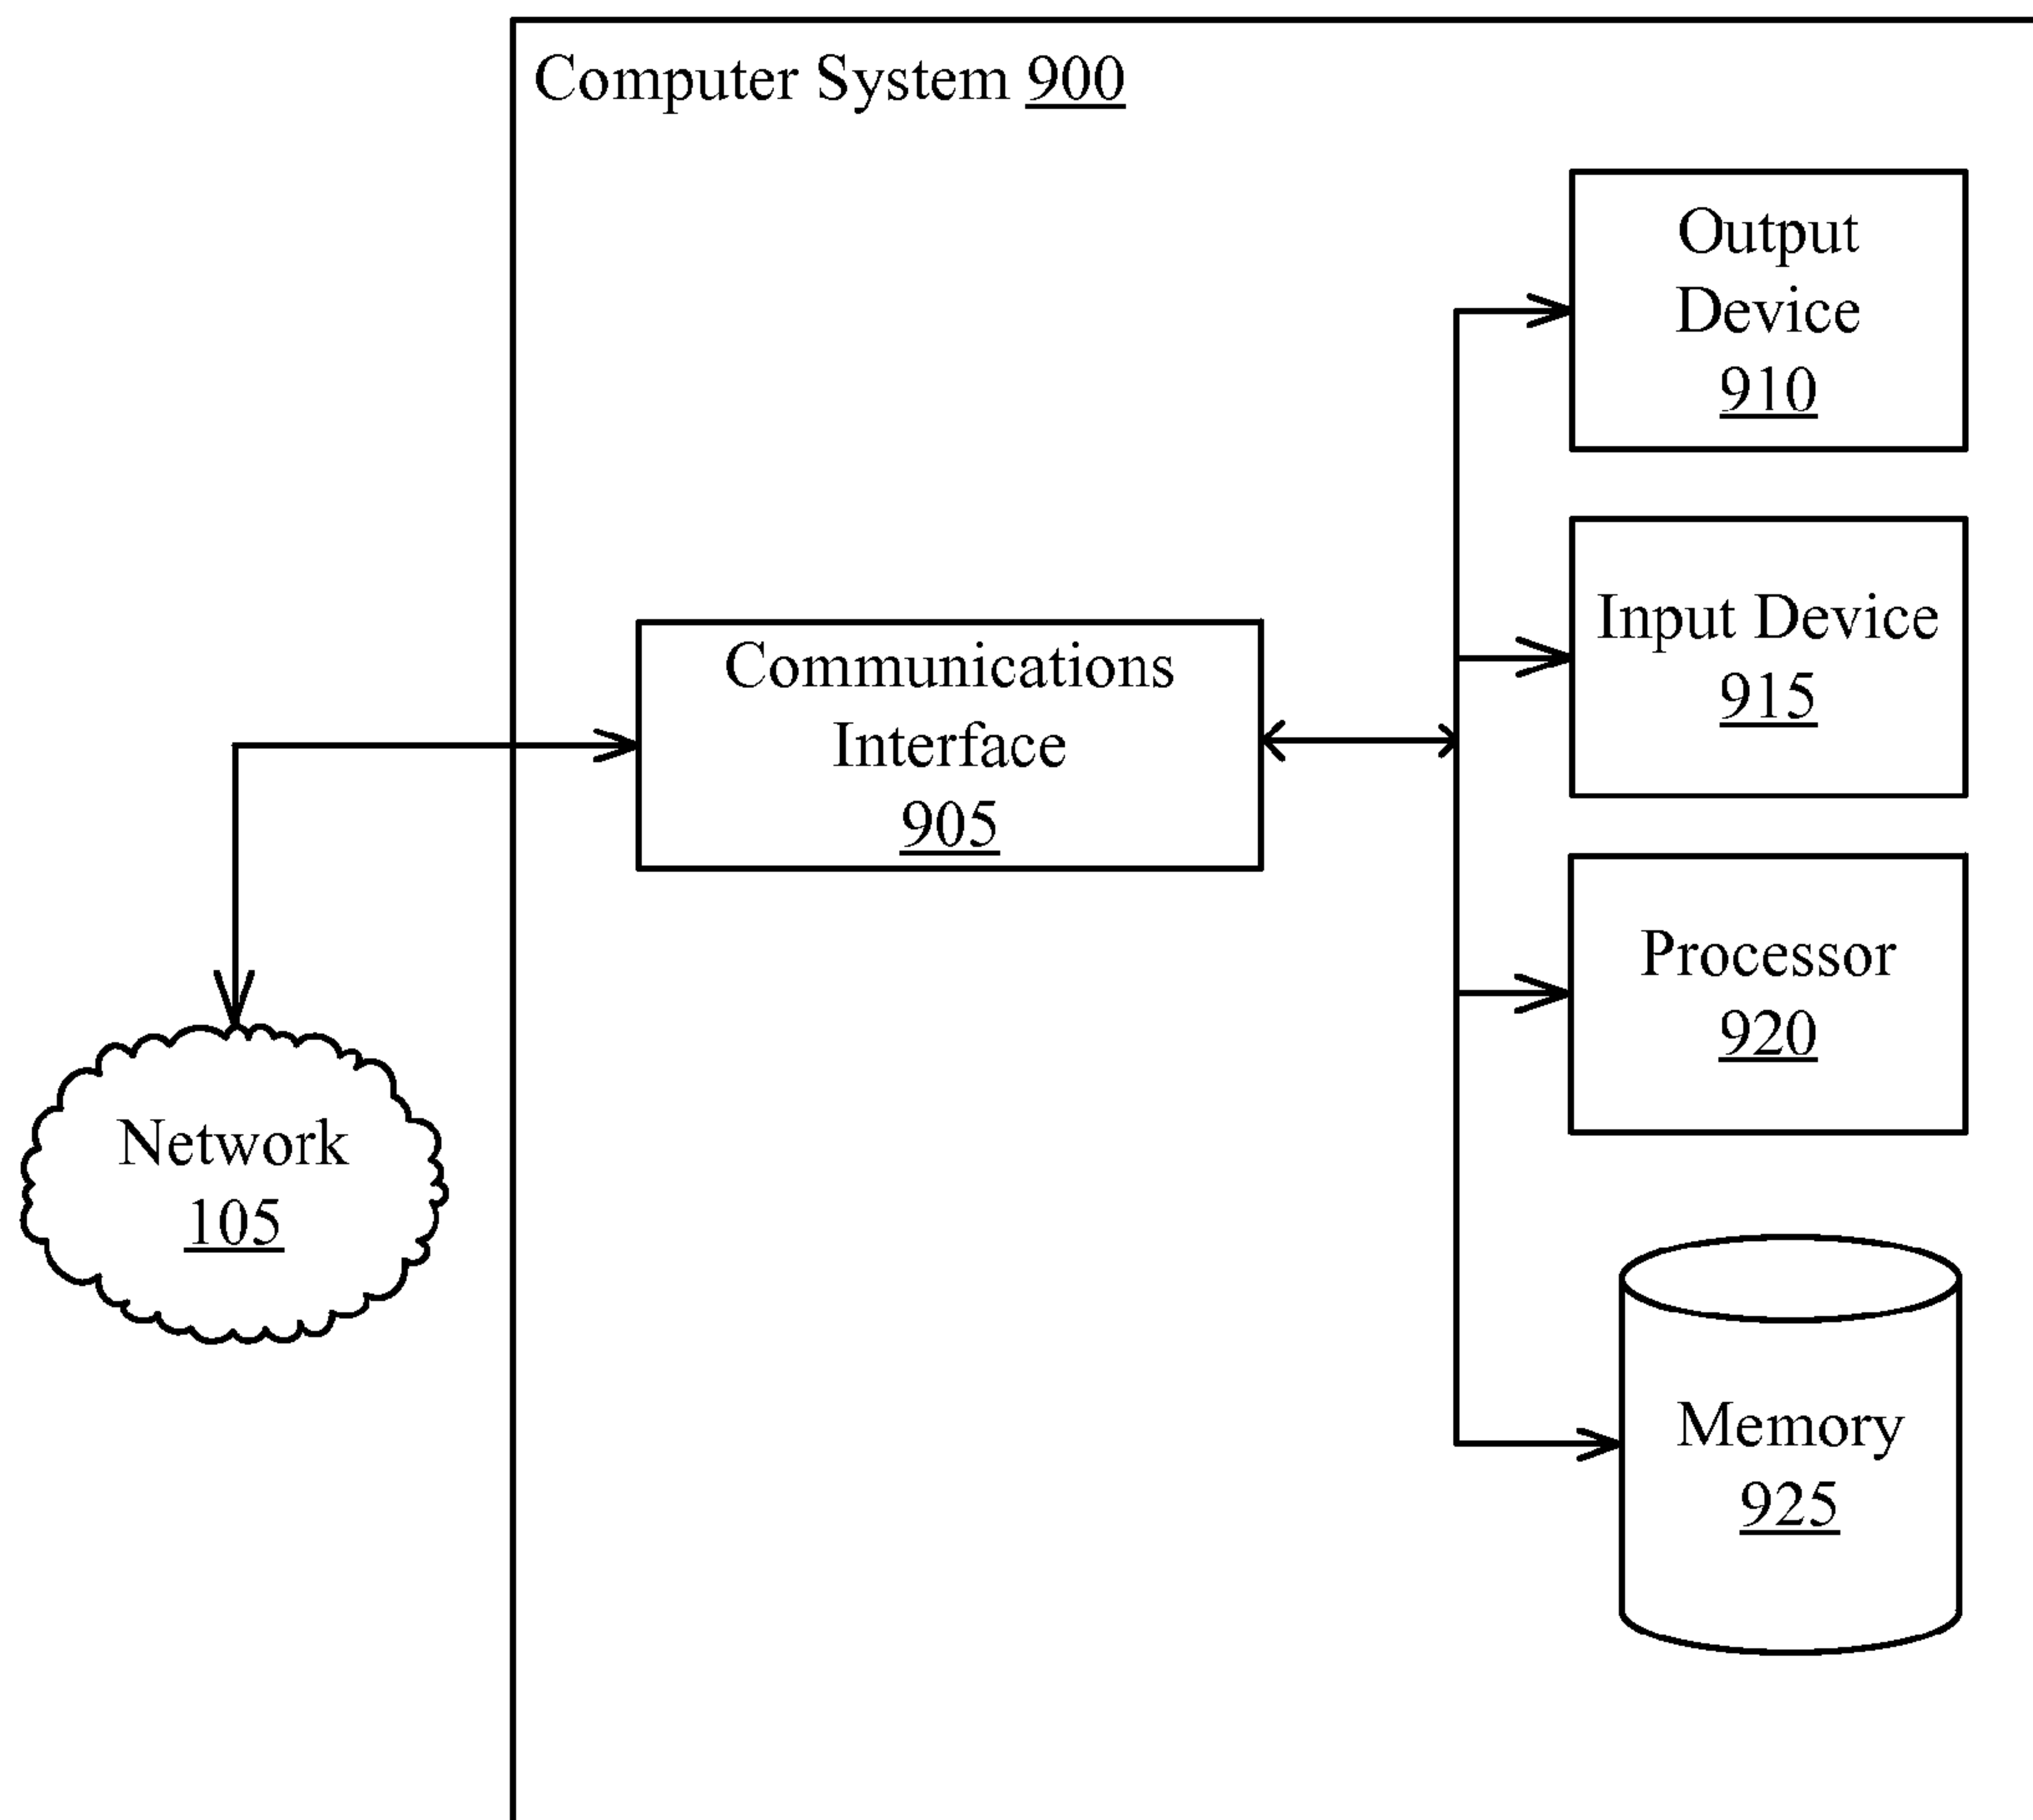 Computer System 900
Output
Device
910
Input Device
915
Communications
Interface
905
Processor
920
Network
105
Memory
925